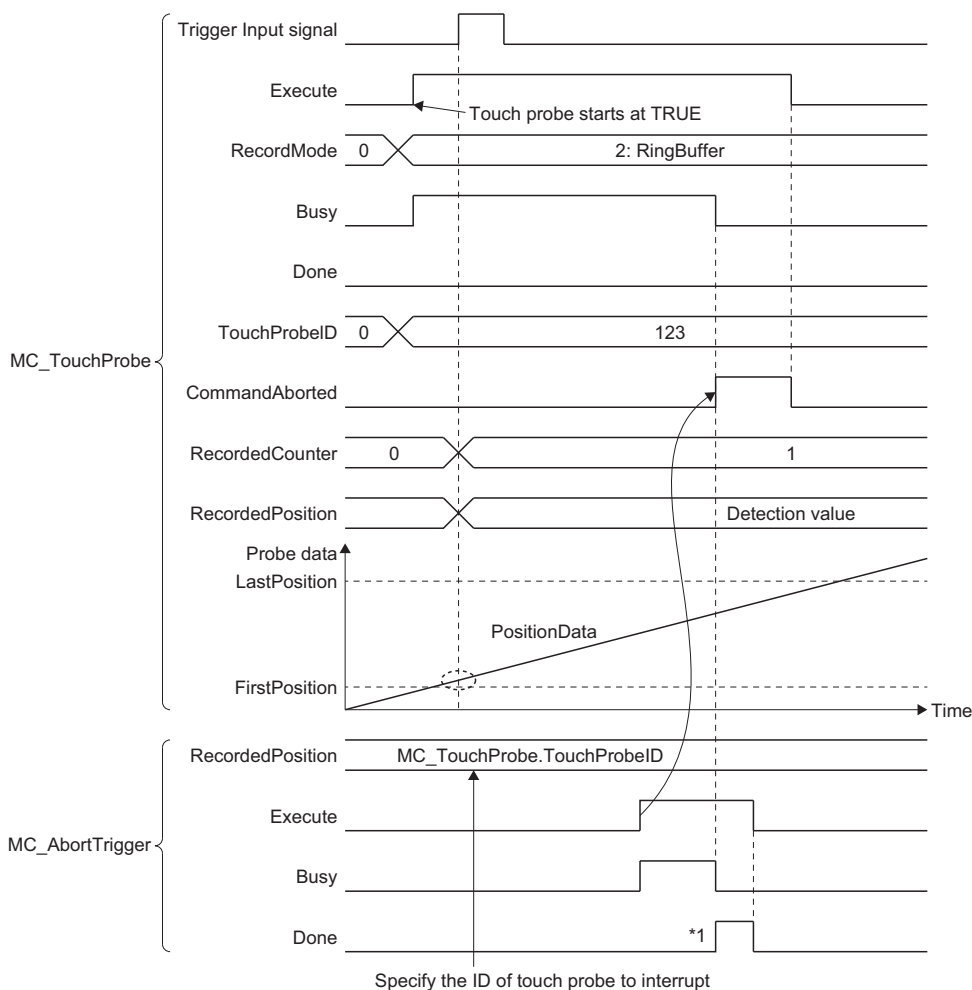 Trigger Input signal
Execute
Touch probe starts at TRUE
RecordMode 0 2: RingBuffer
Busy
Done
TouchProbeID 0 123
MC_TouchProbe
CommandAborted
RecordedCounter 0 1
RecordedPosition Detection value
Probe data
LastPosition
PositionData
FirstPosition
Time
RecordedPosition MC_TouchProbe.TouchProbeID
Execute
MC_AbortTrigger
Busy
Done *1
Specify the ID of touch probe to interrupt